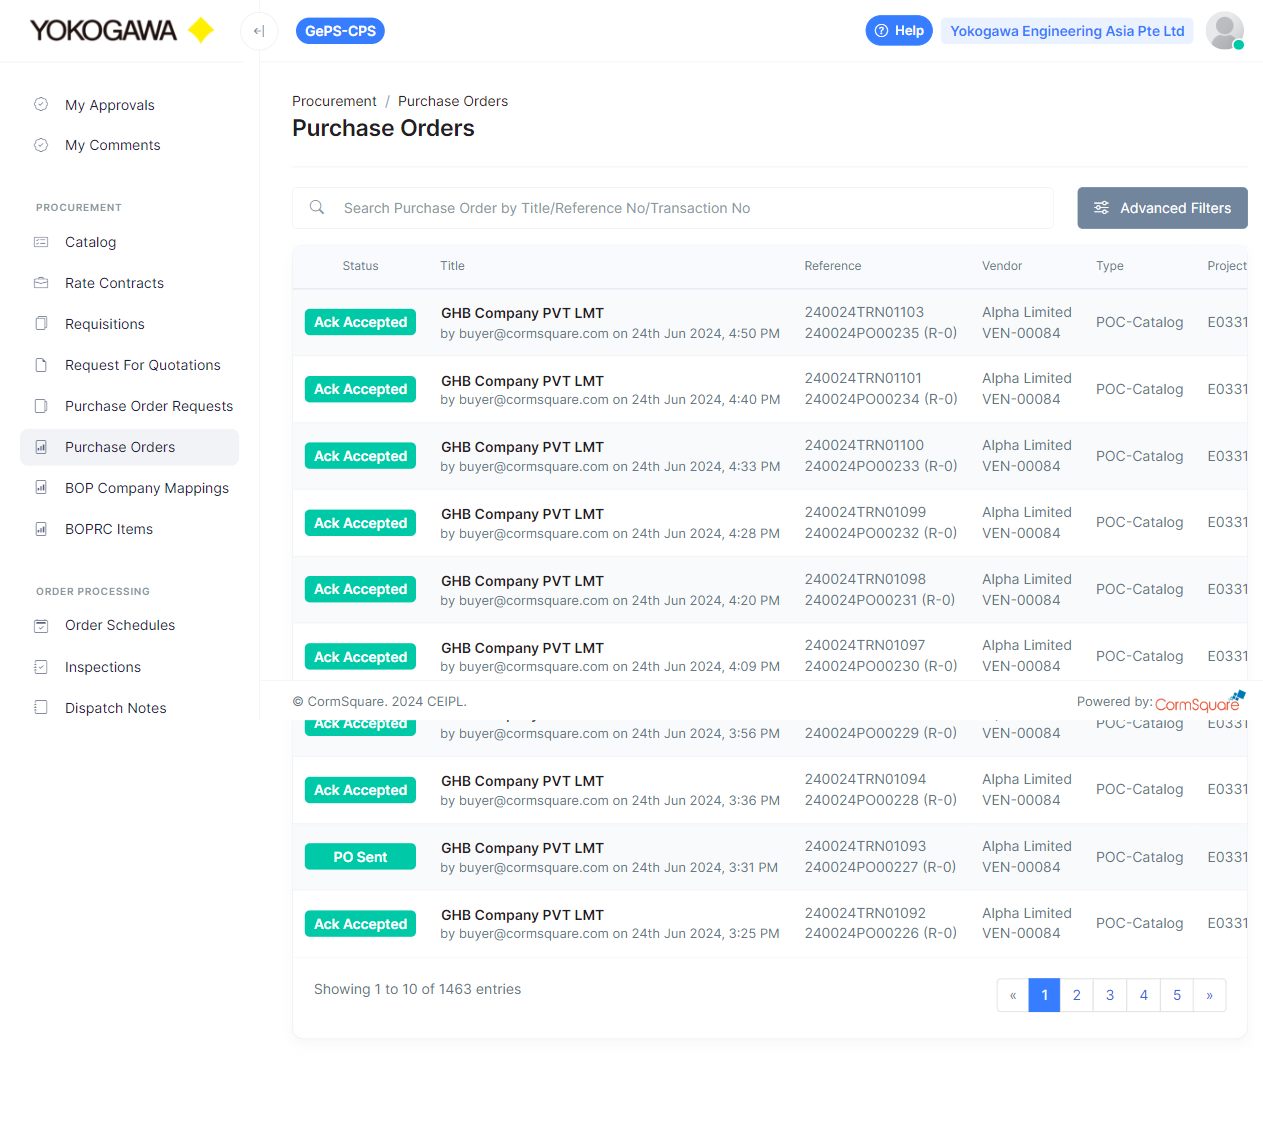 YOKOGAWA
GePS-CPS
Help
Yokogawa Engineering Asia Pte Ltd
My Approvals
My Comments
PROCUREMENT
Catalog
Rate Contracts
Requisitions
Request For Quotations
Purchase Order Requests
Purchase Orders
BOP Company Mappings
BOPRC Items
ORDER PROCESSING
Order Schedules
Inspections
Dispatch Notes
Procurement / Purchase Orders
Purchase Orders
Search Purchase Order by Title/Reference No/Transaction No
Advanced Filters
Status Title Reference Vendor Type Project
Ack Accepted GHB Company PVT LMT 240024TRN01103 Alpha Limited POC-Catalog E0331
by buyer@cormsquare.com on 24th Jun 2024, 4:50 PM 240024PO00235 (R-0) VEN-00084
Ack Accepted GHB Company PVT LMT 240024TRN01101 Alpha Limited POC-Catalog E0331
by buyer@cormsquare.com on 24th Jun 2024, 4:40 PM 240024PO00234 (R-0) VEN-00084
Ack Accepted GHB Company PVT LMT 240024TRN01100 Alpha Limited POC-Catalog E0331
by buyer@cormsquare.com on 24th Jun 2024, 4:33 PM 240024PO00233 (R-0) VEN-00084
Ack Accepted GHB Company PVT LMT 240024TRN01099 Alpha Limited POC-Catalog E0331
by buyer@cormsquare.com on 24th Jun 2024, 4:28 PM 240024PO00232 (R-0) VEN-00084
Ack Accepted GHB Company PVT LMT 240024TRN01098 Alpha Limited POC-Catalog E0331
by buyer@cormsquare.com on 24th Jun 2024, 4:20 PM 240024PO00231 (R-0) VEN-00084
Ack Accepted GHB Company PVT LMT 240024TRN01097 Alpha Limited POC-Catalog E0331
by buyer@cormsquare.com on 24th Jun 2024, 4:09 PM 240024PO00230 (R-0) VEN-00084
© CormSquare. 2024 CEIPL. Powered by: CormSquare
Ack Accepted POC-Catalog E0331
by buyer@cormsquare.com on 24th Jun 2024, 3:56 PM 240024PO00229 (R-0) VEN-00084
Ack Accepted GHB Company PVT LMT 240024TRN01094 Alpha Limited POC-Catalog E0331
by buyer@cormsquare.com on 24th Jun 2024, 3:36 PM 240024PO00228 (R-0) VEN-00084
PO Sent GHB Company PVT LMT 240024TRN01093 Alpha Limited POC-Catalog E0331
by buyer@cormsquare.com on 24th Jun 2024, 3:31 PM 240024PO00227 (R-0) VEN-00084
Ack Accepted GHB Company PVT LMT 240024TRN01092 Alpha Limited POC-Catalog E0331
by buyer@cormsquare.com on 24th Jun 2024, 3:25 PM 240024PO00226 (R-0) VEN-00084
Showing 1 to 10 of 1463 entries
« 1 2 3 4 5 »